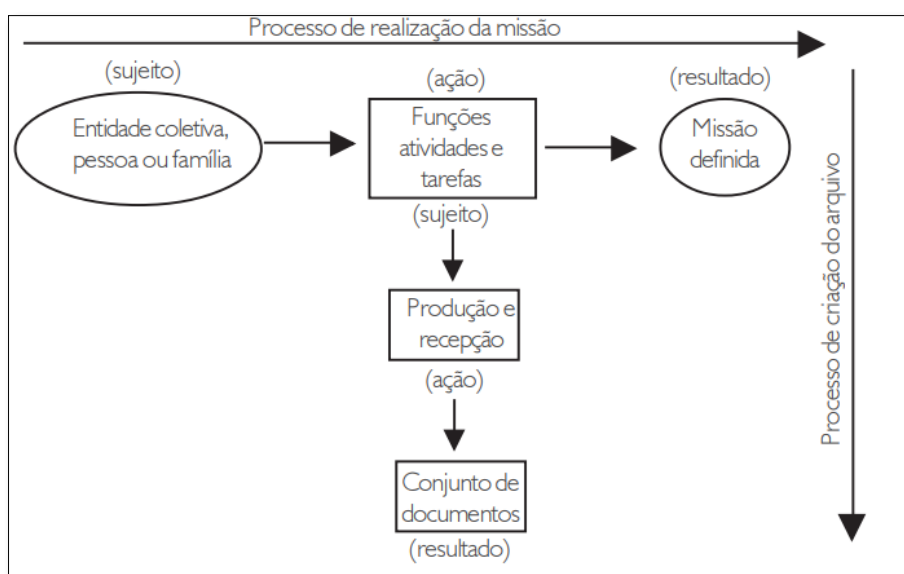 Processo de realização da missão
(sujeito)
(ação)
(resultado)
Entidade coletiva,
pessoa ou família
Funções
atividades e
tarefas
Missão
definida
(sujeito)
Produção e
recepção
(ação)
Conjunto de
documentos
(resultado)
Processo de criação do arquivo